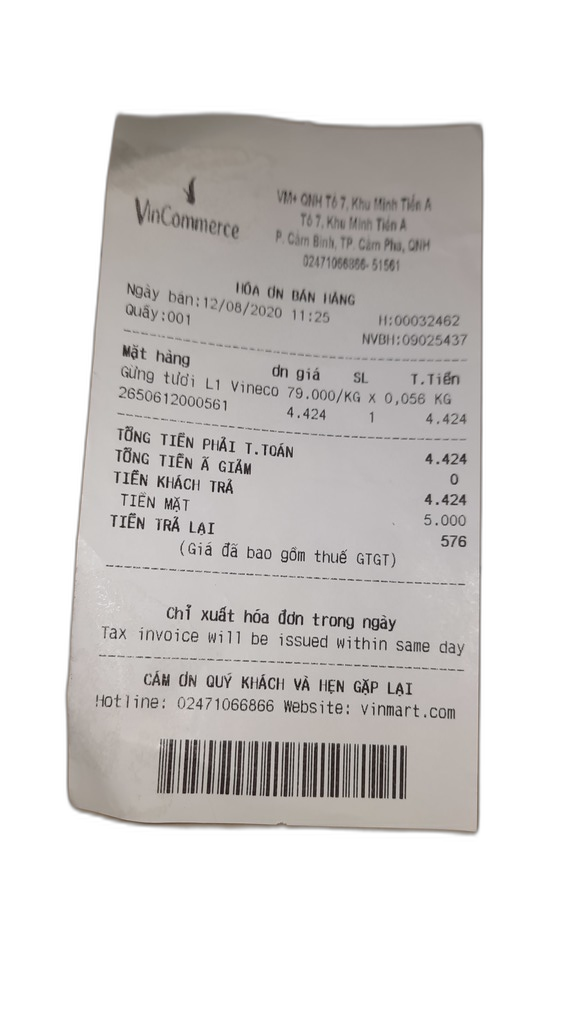 VinCommerce
VM+ QNH Tổ 7, Khu Minh Tiến A
Tổ 7, Khu Minh Tiến A
P. Cẩm Bình, TP. Cẩm Phả, QNH
02471066866- 51561
HÓA ƠN BÁN HÀNG
Ngày bán:12/08/2020 11:25 H:00032462
Quầy:001 NVBH:09025437
Mặt hàng ơn giá SL T.Tiền
Gừng tươi L1 Vineco 79.000/KG x 0,056 KG
2650612000561 4.424 1 4.424
TỔNG TIỀN PHẢI T.TOÁN 4.424
TỔNG TIỀN Ã GIẢM 0
TIỀN KHÁCH TRẢ 4.424
TIỀN MẶT 5.000
TIỀN TRẢ LẠI 576
(Giá đã bao gồm thuế GTGT)
Chỉ xuất hóa đơn trong ngày
Tax invoice will be issued within same day
CẢM ƠN QUÝ KHÁCH VÀ HẸN GẶP LẠI
Hotline: 02471066866 Website: vinmart.com